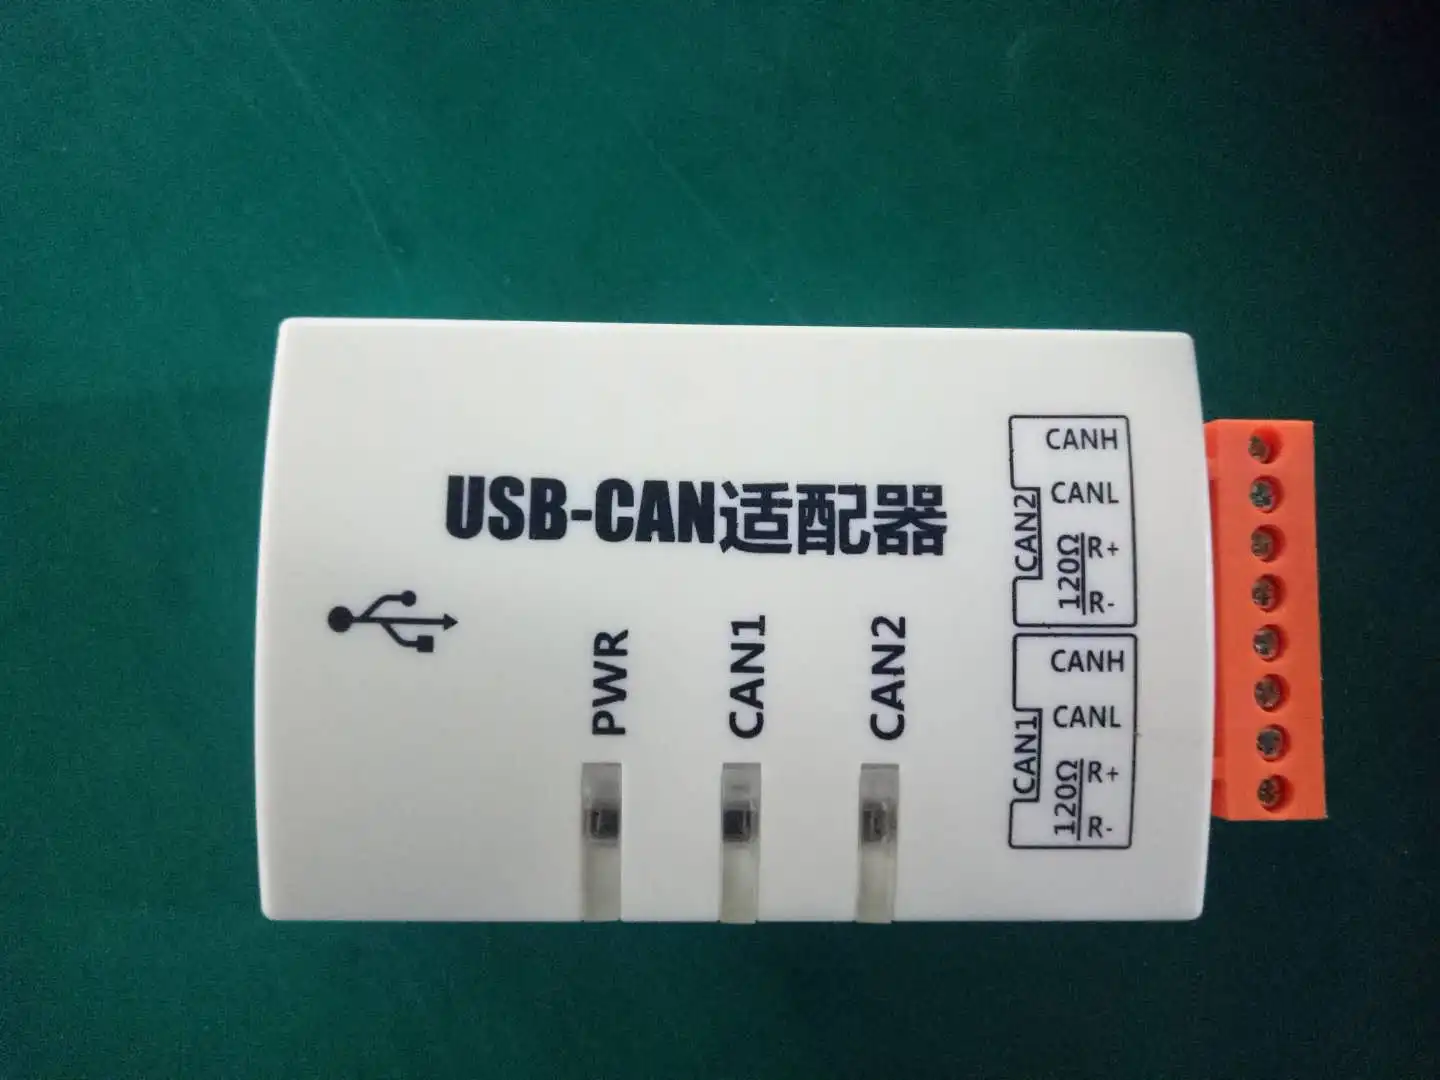 USB-CAN适配器
PWR
CAN1
CAN2
CAN2
CANH
CANL
120Ω
R+
R-
CAN1
CANH
CANL
120Ω
R+
R-